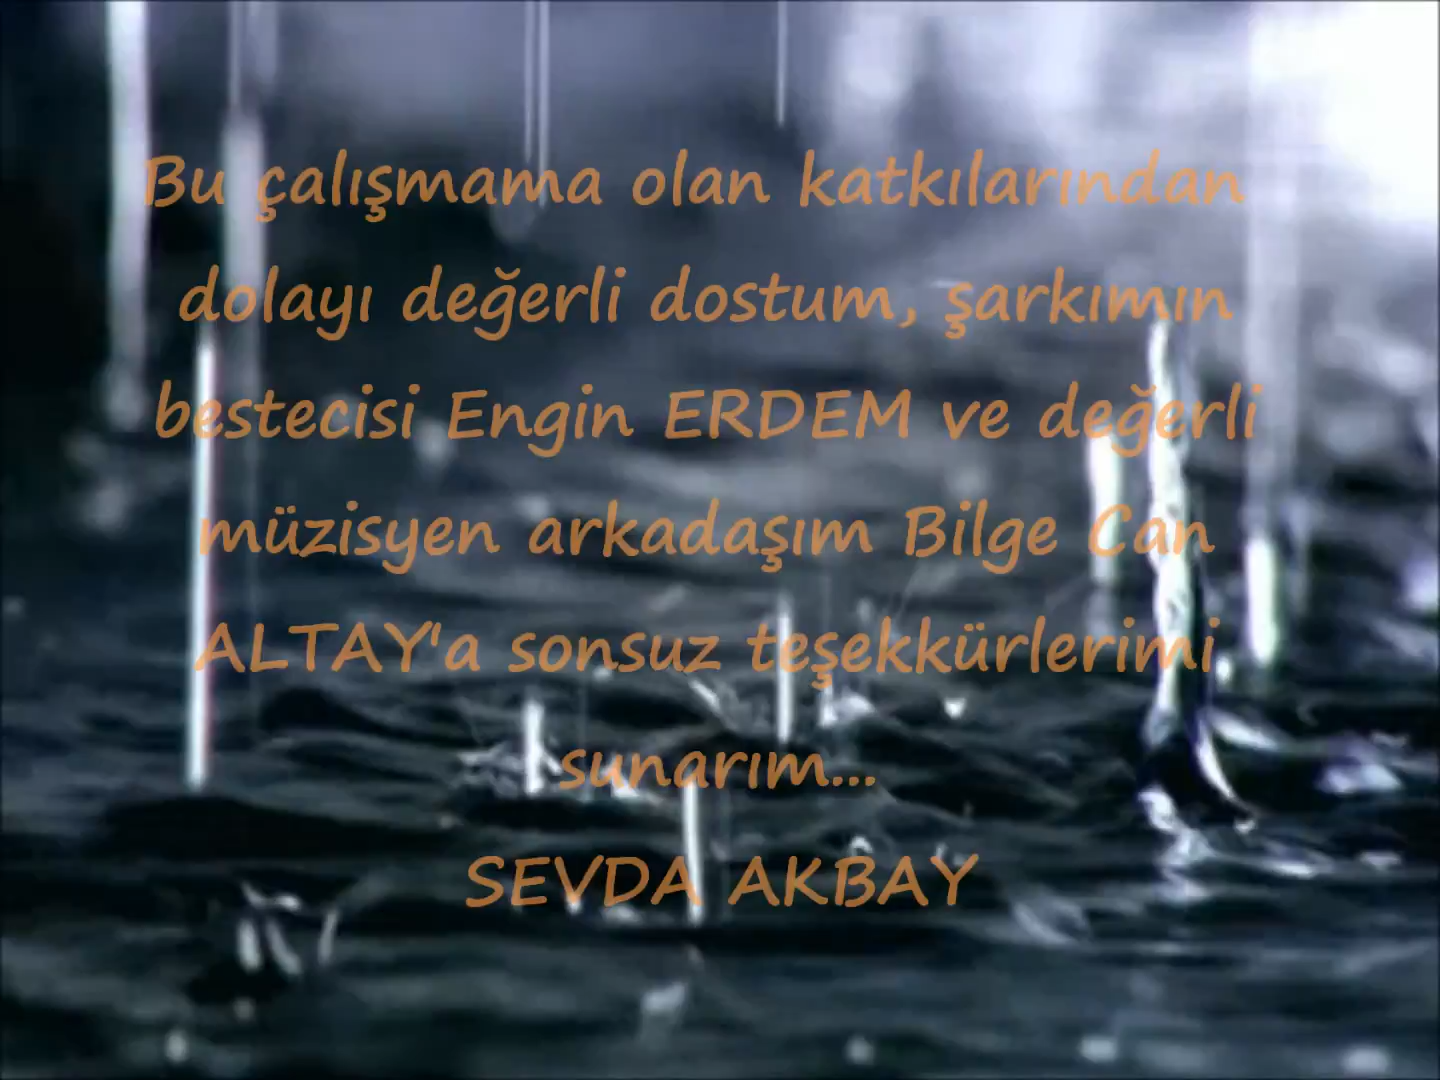 Bu çalışmama olan katkılarından
dolayı değerli dostum, şarkımın
bestecisi Engin ERDEM ve değerli
müzisyen arkadaşım Bilge Can
ALTAY'a sonsuz teşekkürlerimi
sunarım...
SEVDA AKBAY